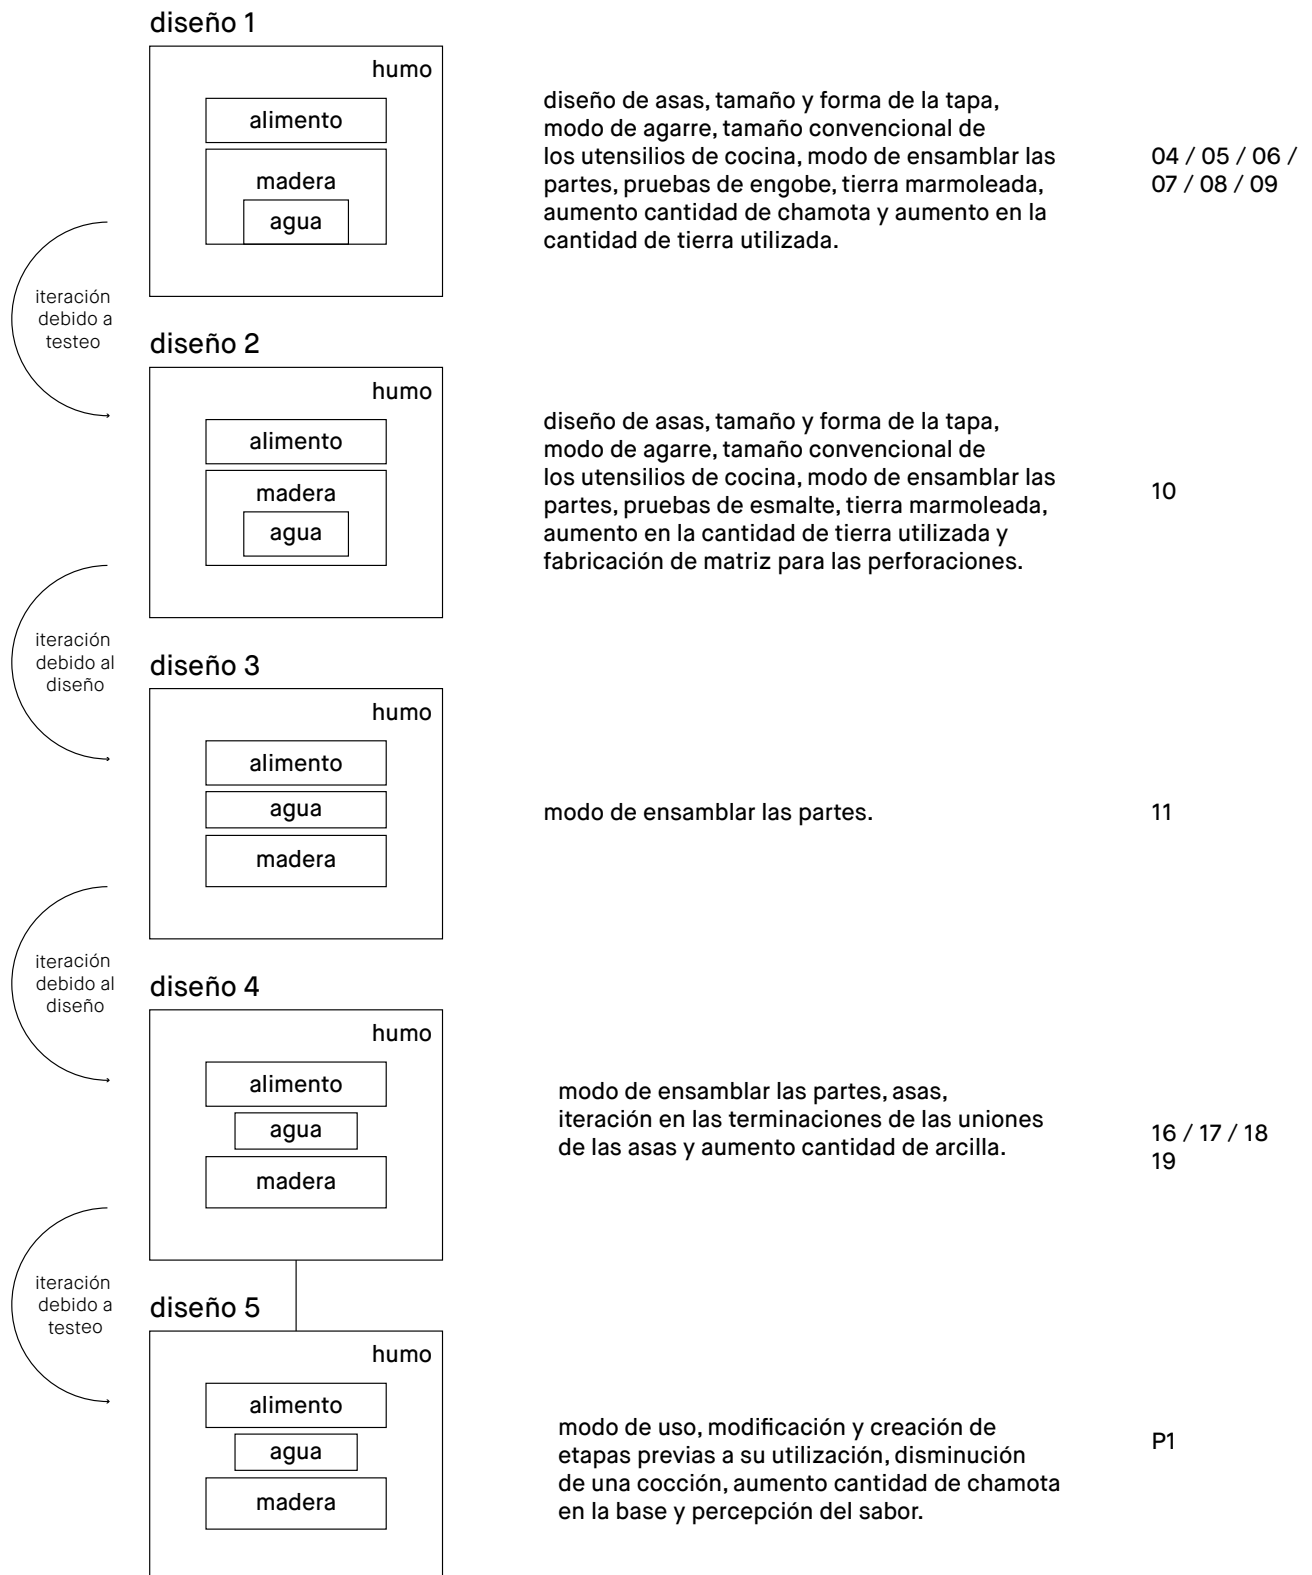 diseño 1
humo
alimento
madera
agua
diseño de asas, tamaño y forma de la tapa,
modo de agarre, tamaño convencional de
los utensilios de cocina, modo de ensamblar las
partes, pruebas de engobe, tierra marmoleada,
aumento cantidad de chamota y aumento en la
cantidad de tierra utilizada.
04 / 05 / 06 /
07 / 08 / 09
iteración
debido a
testeo
diseño 2
humo
alimento
madera
agua
diseño de asas, tamaño y forma de la tapa,
modo de agarre, tamaño convencional de
los utensilios de cocina, modo de ensamblar las
partes, pruebas de esmalte, tierra marmoleada,
aumento en la cantidad de tierra utilizada y
fabricación de matriz para las perforaciones.
10
iteración
debido al
diseño
diseño 3
humo
alimento
agua
madera
modo de ensamblar las partes.
11
iteración
debido al
diseño
diseño 4
humo
alimento
agua
madera
modo de ensamblar las partes, asas,
iteración en las terminaciones de las uniones
de las asas y aumento cantidad de arcilla.
16 / 17 / 18
19
iteración
debido a
testeo
diseño 5
humo
alimento
agua
madera
modo de uso, modificación y creación de
etapas previas a su utilización, disminución
de una cocción, aumento cantidad de chamota
en la base y percepción del sabor.
P1